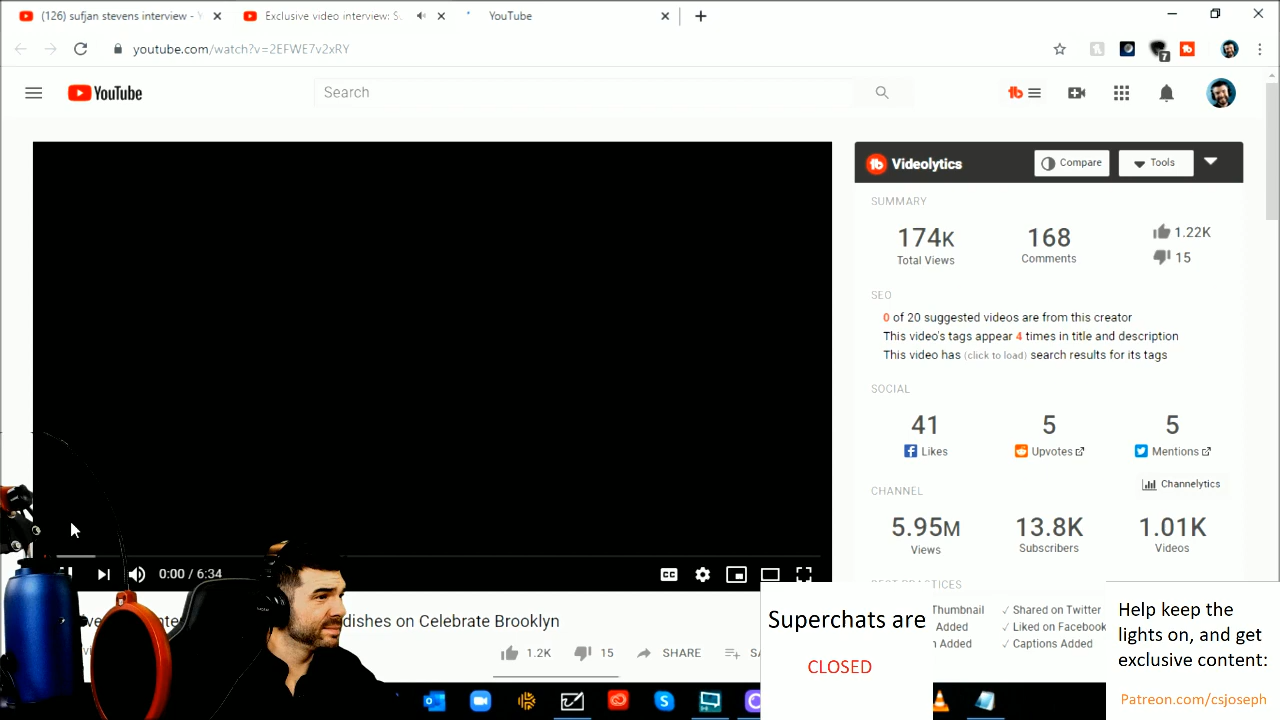 (126) sufjan stevens interview - Y
Exclusive video interview: S
YouTube
youtube.com/watch?v=2EFWE7v2xRY
7
YouTube
Search
tb
tb Videolytics
Compare
Tools
SUMMARY
174K
Total Views
168
Comments
1.22K
15
SEO
0 of 20 suggested videos are from this creator
This video's tags appear 4 times in title and description
This video has (click to load) search results for its tags
SOCIAL
41
Likes
5
Upvotes
5
Mentions
Channelytics
CHANNEL
5.95M
Views
13.8K
Subscribers
1.01K
Videos
0:00 / 6:34
CC
dishes on Celebrate Brooklyn
1.2K
15
SHARE
SA
Superchats are
CLOSED
Thumbnail
Added
Added
✓ Shared on Twitter
✓ Liked on Facebook
✓ Captions Added
Help keep the
lights on, and get
exclusive content:
Patreon.com/csjoseph